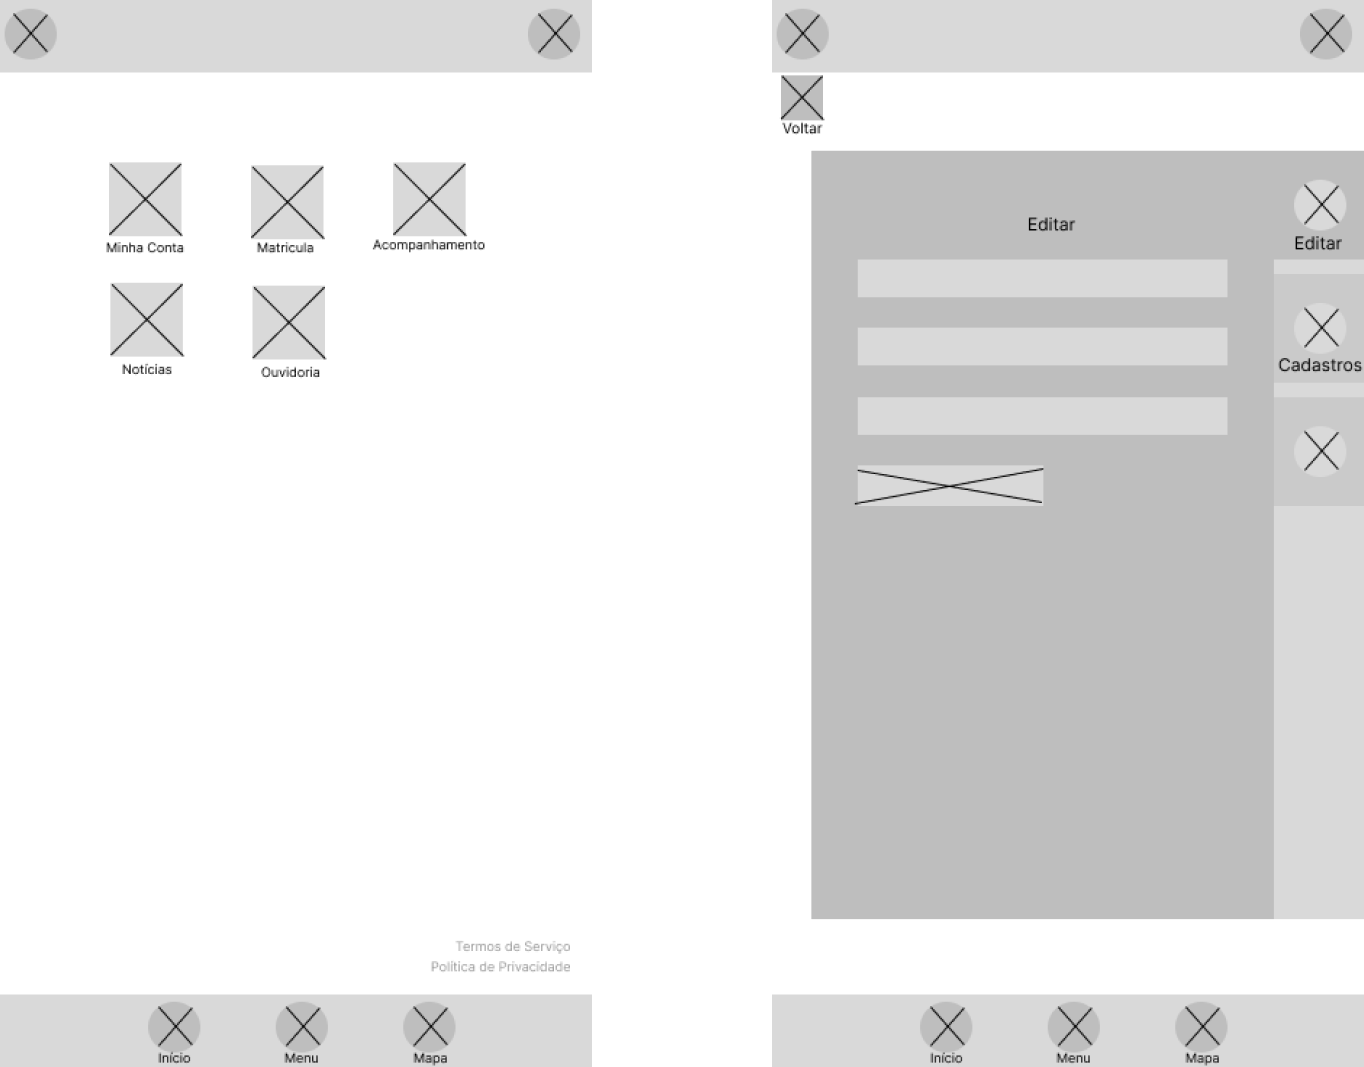 Minha Conta
Matricula
Acompanhamento
Notícias
Ouvidoria
Termos de Serviço
Política de Privacidade
Início
Menu
Mapa
Voltar
Editar
Editar
Cadastros
Início
Menu
Mapa